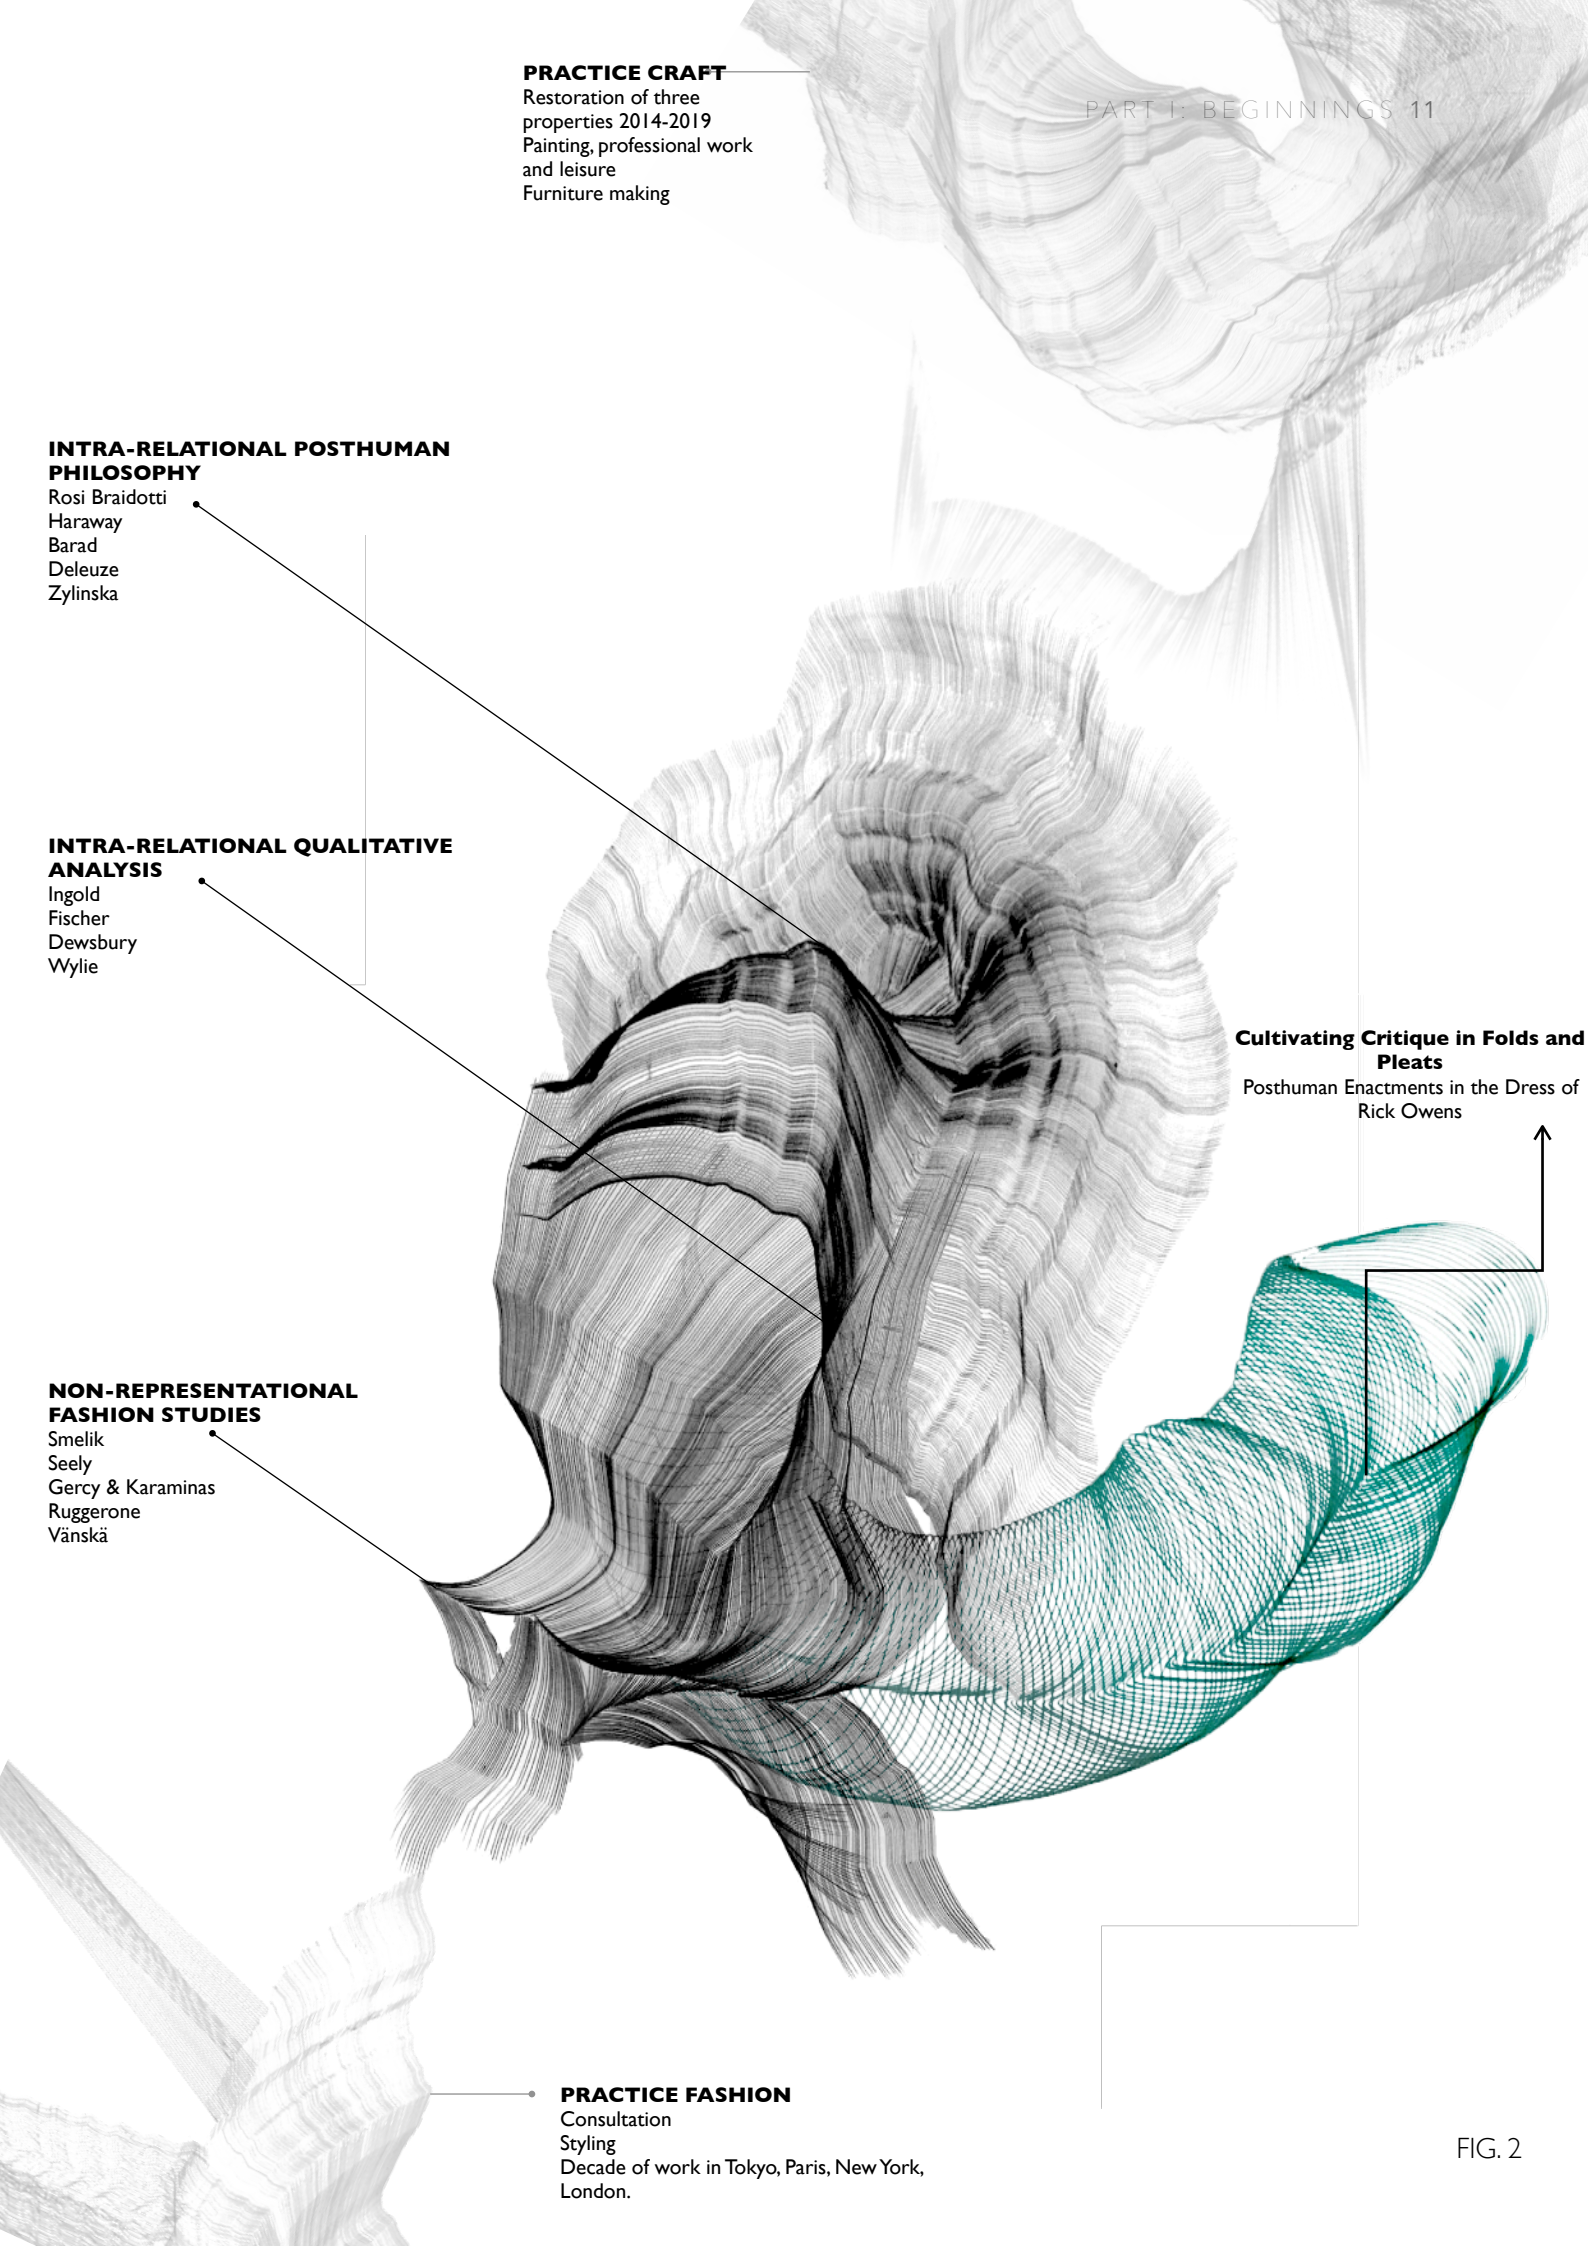 PRACTICE CRAFT
Restoration of three
properties 2014-2019
Painting, professional work
and leisure
Furniture making
PART I: BEGINNINGS 11
INTRA-RELATIONAL POSTHUMAN
PHILOSOPHY
Rosi Braidotti
Haraway
Barad
Deleuze
Zylinska
INTRA-RELATIONAL QUALITATIVE
ANALYSIS
Ingold
Fischer
Dewsbury
Wylie
Cultivating Critique in Folds and
Pleats
Posthuman Enactments in the Dress of
Rick Owens
NON-REPRESENTATIONAL
FASHION STUDIES
Smelik
Seely
Gercy & Karaminas
Ruggerone
Vänskä
PRACTICE FASHION
Consultation
Styling
Decade of work in Tokyo, Paris, New York,
London.
FIG. 2